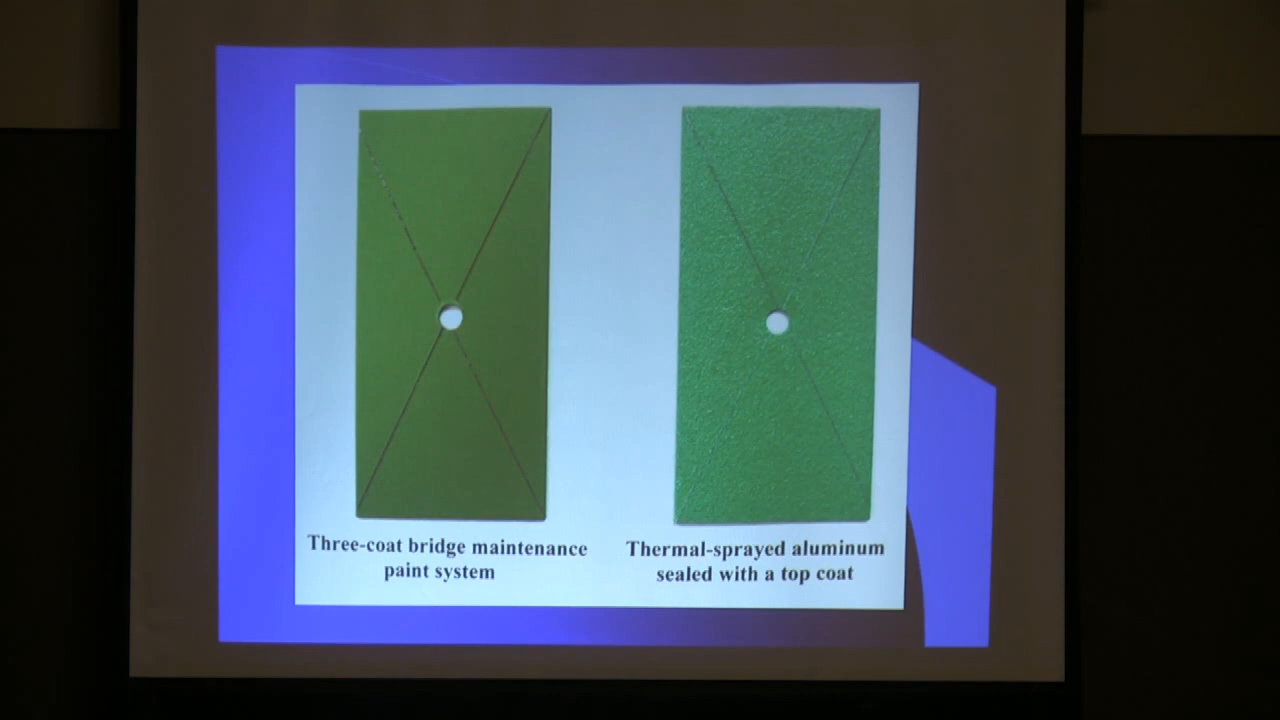 Three-coat bridge maintenance
paint system
Thermal-sprayed aluminum
sealed with a top coat